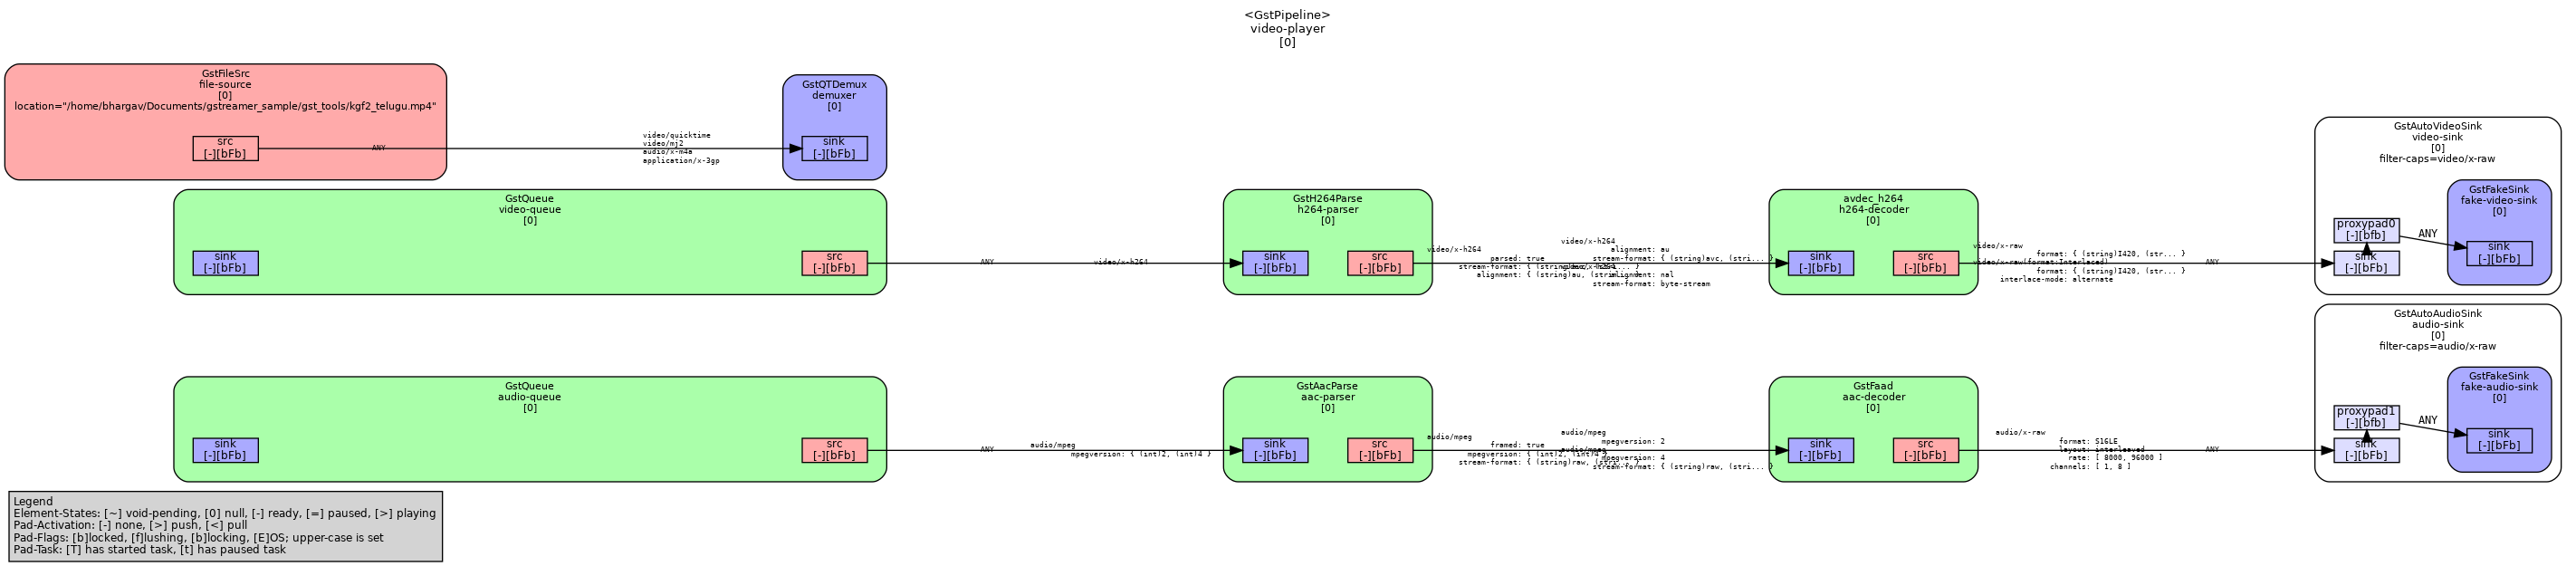 <GstPipeline>
video-player
[0]
GstFileSrc
file-source
[0]
location="/home/bhargav/Documents/gstreamer_sample/gst_tools/kgf2_telugu.mp4"
src
[-][bFb]
ANY
video/quicktime
video/mj2
audio/x-m4a
application/x-3gp
GstQTDemux
demuxer
[0]
sink
[-][bFb]
GstQueue
video-queue
[0]
sink
[-][bFb]
src
[-][bFb]
ANY
video/x-h264
GstH264Parse
h264-parser
[0]
sink
[-][bFb]
src
[-][bFb]
video/x-h264
parsed: true
stream-format: { (string)avc, (stri... }
alignment: { (string)au, (string)
video/x-h264
alignment: au
stream-format: { (string)avc, (stri... }
video/x-h264
alignment: nal
stream-format: byte-stream
avdec_h264
h264-decoder
[0]
sink
[-][bFb]
src
[-][bFb]
video/x-raw
format: { (string)I420, (str... }
video/x-raw(format:Interlaced)
format: { (string)I420, (str... }
interlace-mode: alternate
ANY
GstAutoVideoSink
video-sink
[0]
filter-caps=video/x-raw
proxypad0
[-][bfb]
sink
[-][bFb]
ANY
GstFakeSink
fake-video-sink
[0]
sink
[-][bFb]
GstQueue
audio-queue
[0]
sink
[-][bFb]
src
[-][bFb]
ANY
audio/mpeg
mpegversion: { (int)2, (int)4 }
GstAacParse
aac-parser
[0]
sink
[-][bFb]
src
[-][bFb]
audio/mpeg
framed: true
mpegversion: { (int)2, (int)4 }
stream-format: { (string)raw, (stri... }
audio/mpeg
mpegversion: 2
audio/mpeg
mpegversion: 4
stream-format: { (string)raw, (stri... }
GstFaad
aac-decoder
[0]
sink
[-][bFb]
src
[-][bFb]
audio/x-raw
format: S16LE
layout: interleaved
rate: [ 8000, 96000 ]
channels: [ 1, 8 ]
ANY
GstAutoAudioSink
audio-sink
[0]
filter-caps=audio/x-raw
proxypad1
[-][bfb]
sink
[-][bFb]
ANY
GstFakeSink
fake-audio-sink
[0]
sink
[-][bFb]
Legend
Element-States: [~] void-pending, [0] null, [-] ready, [=] paused, [>] playing
Pad-Activation: [-] none, [>] push, [<] pull
Pad-Flags: [b]locked, [f]lushing, [b]locking, [E]OS; upper-case is set
Pad-Task: [T] has started task, [t] has paused task